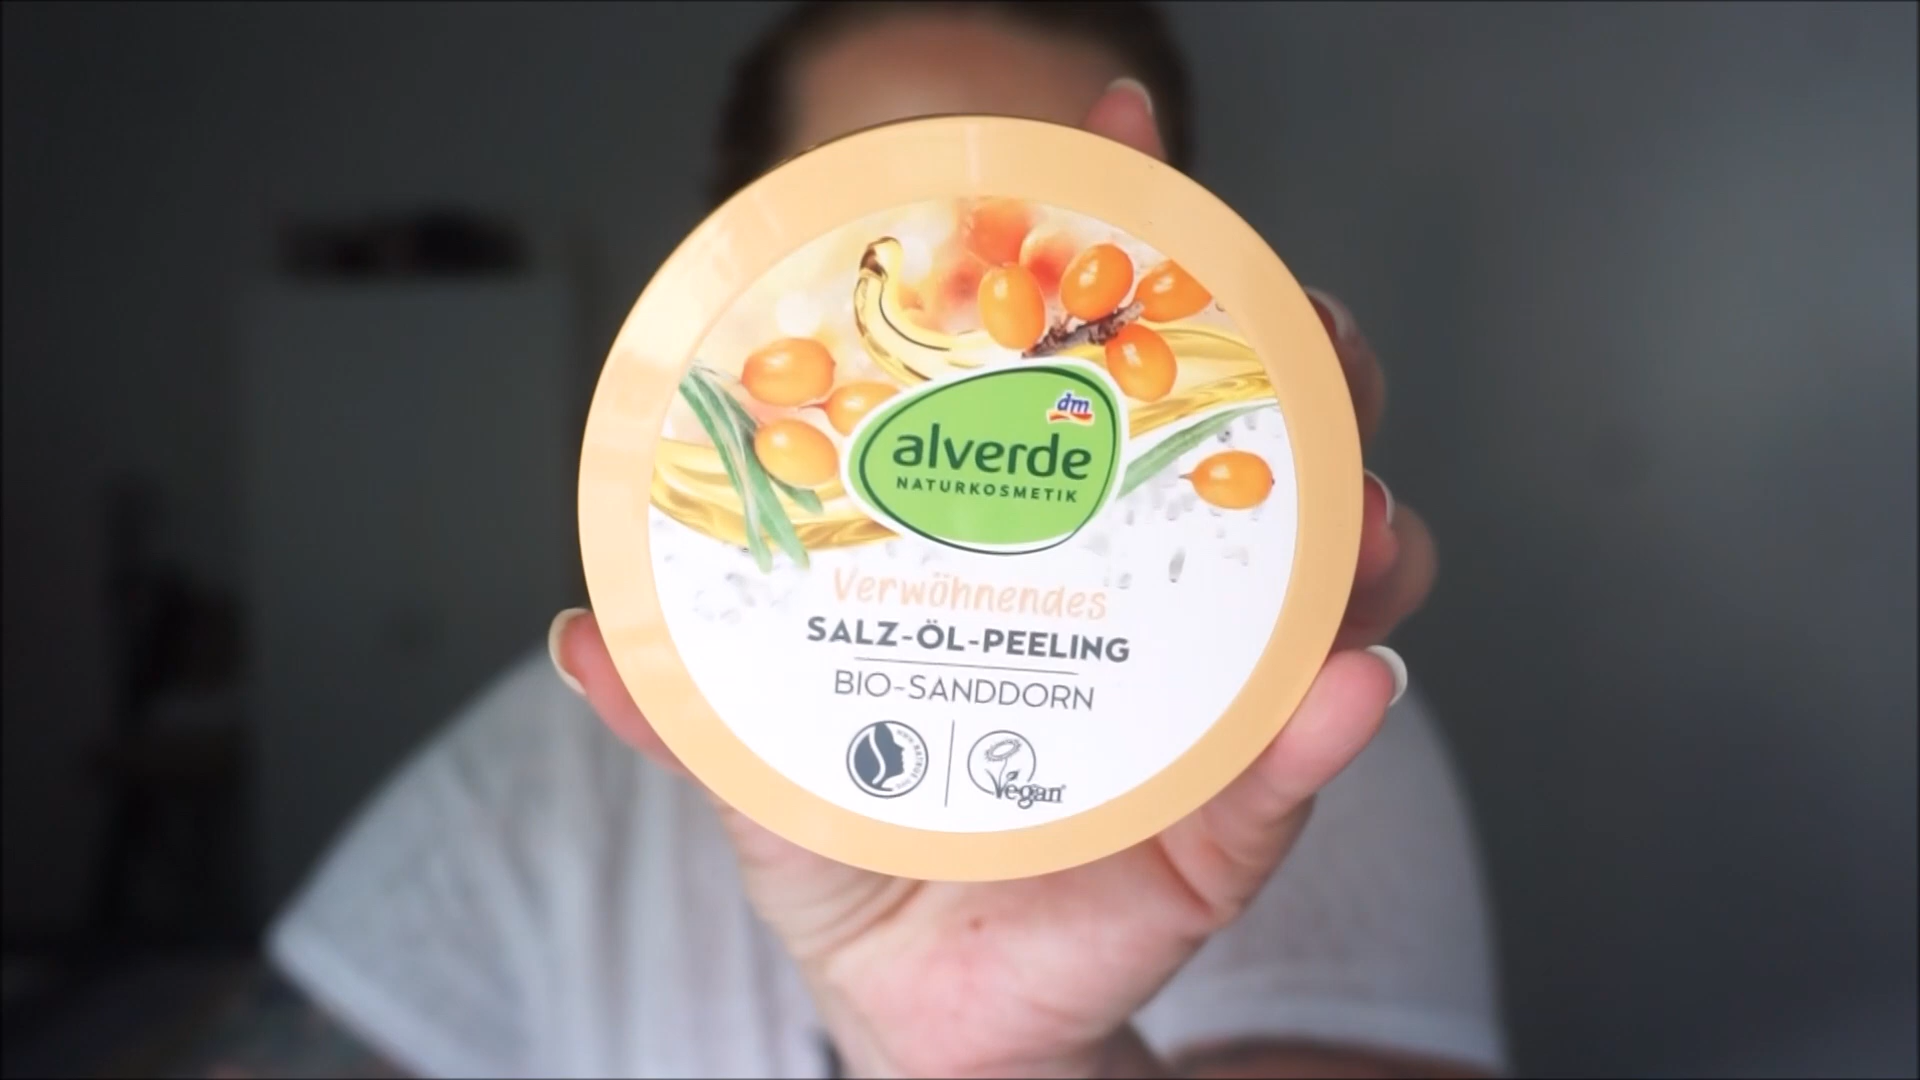 dm
alverde
NATURKOSMETIK
Verwöhnendes
SALZ-ÖL-PEELING
BIO-SANDDORN
Vegan